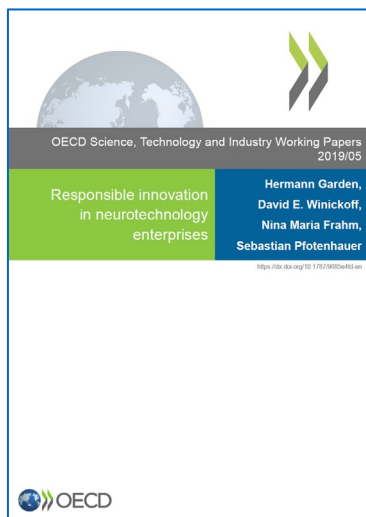 OECD Science, Technology and Industry Working Papers
2019/05
Responsible innovation
in neurotechnology
enterprises
Hermann Garden,
David E. Winickoff,
Nina Maria Frahm,
Sebastian Pfotenhauer
https://dx.doi.org/10.1787/9685e4fd-en
OECD